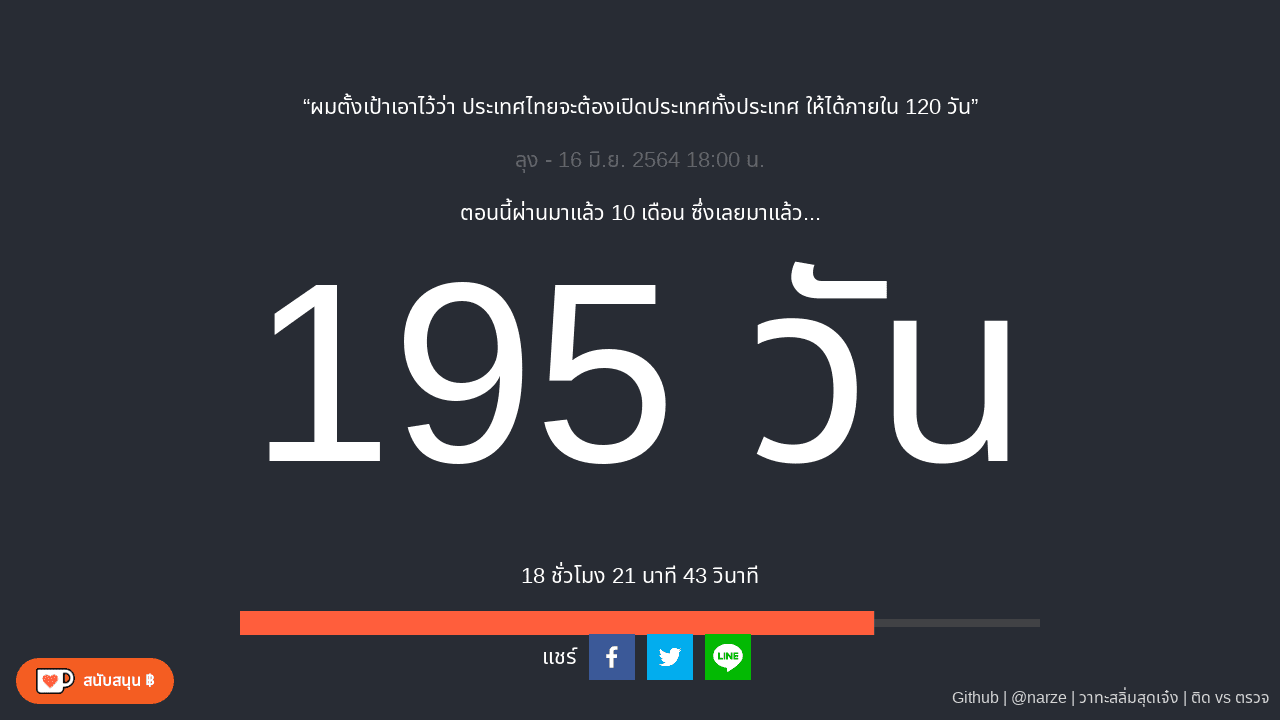 “ผมตั้งเป้าเอาไว้ว่า ประเทศไทยจะต้องเปิดประเทศทั้งประเทศ ให้ได้ภายใน 120 วัน”
ลุง - 16 มิ.ย. 2564 18:00 น.
ตอนนี้ผ่านมาแล้ว 10 เดือน ซึ่งเลยมาแล้ว...
195 วัน
18 ชั่วโมง 21 นาที 43 วินาที
แชร์
LINE
สนับสนุน ฿
Github | @narze | วาทะสลิ่มสุดเจ๋ง | ติด vs ตรวจ